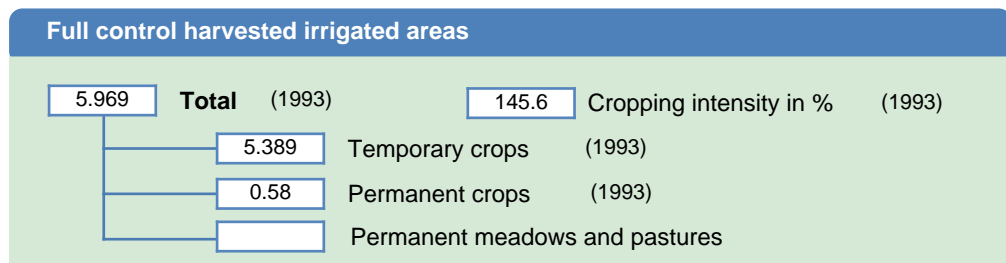 Full control harvested irrigated areas
5.969 Total (1993) 145.6 Cropping intensity in % (1993)
5.389 Temporary crops (1993)
0.58 Permanent crops (1993)
Permanent meadows and pastures